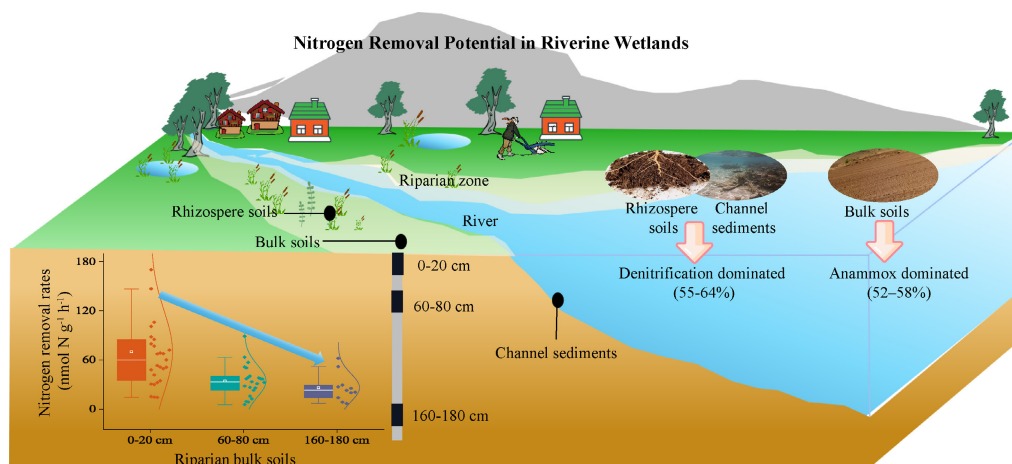 Nitrogen Removal Potential in Riverine Wetlands
Riparian zone
Rhizospere soils
River
Bulk soils
Rhizospere
soils
Channel
sediments
Bulk soils
Denitrification dominated
(55-64%)
Anammox dominated
(52–58%)
0-20 cm
60-80 cm
160-180 cm
Channel sediments
Nitrogen removal rates
(nmol N g⁻¹ h⁻¹)
180
120
60
0
0-20 cm
60-80 cm
160-180 cm
Riparian bulk soils